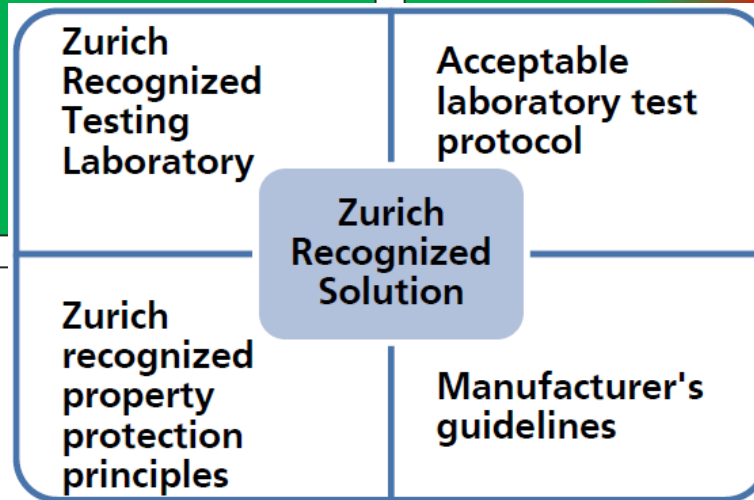 Zurich
Recognized
Testing
Laboratory
Acceptable
laboratory test
protocol
Zurich
Recognized
Solution
Zurich
recognized
property
protection
principles
Manufacturer's
guidelines